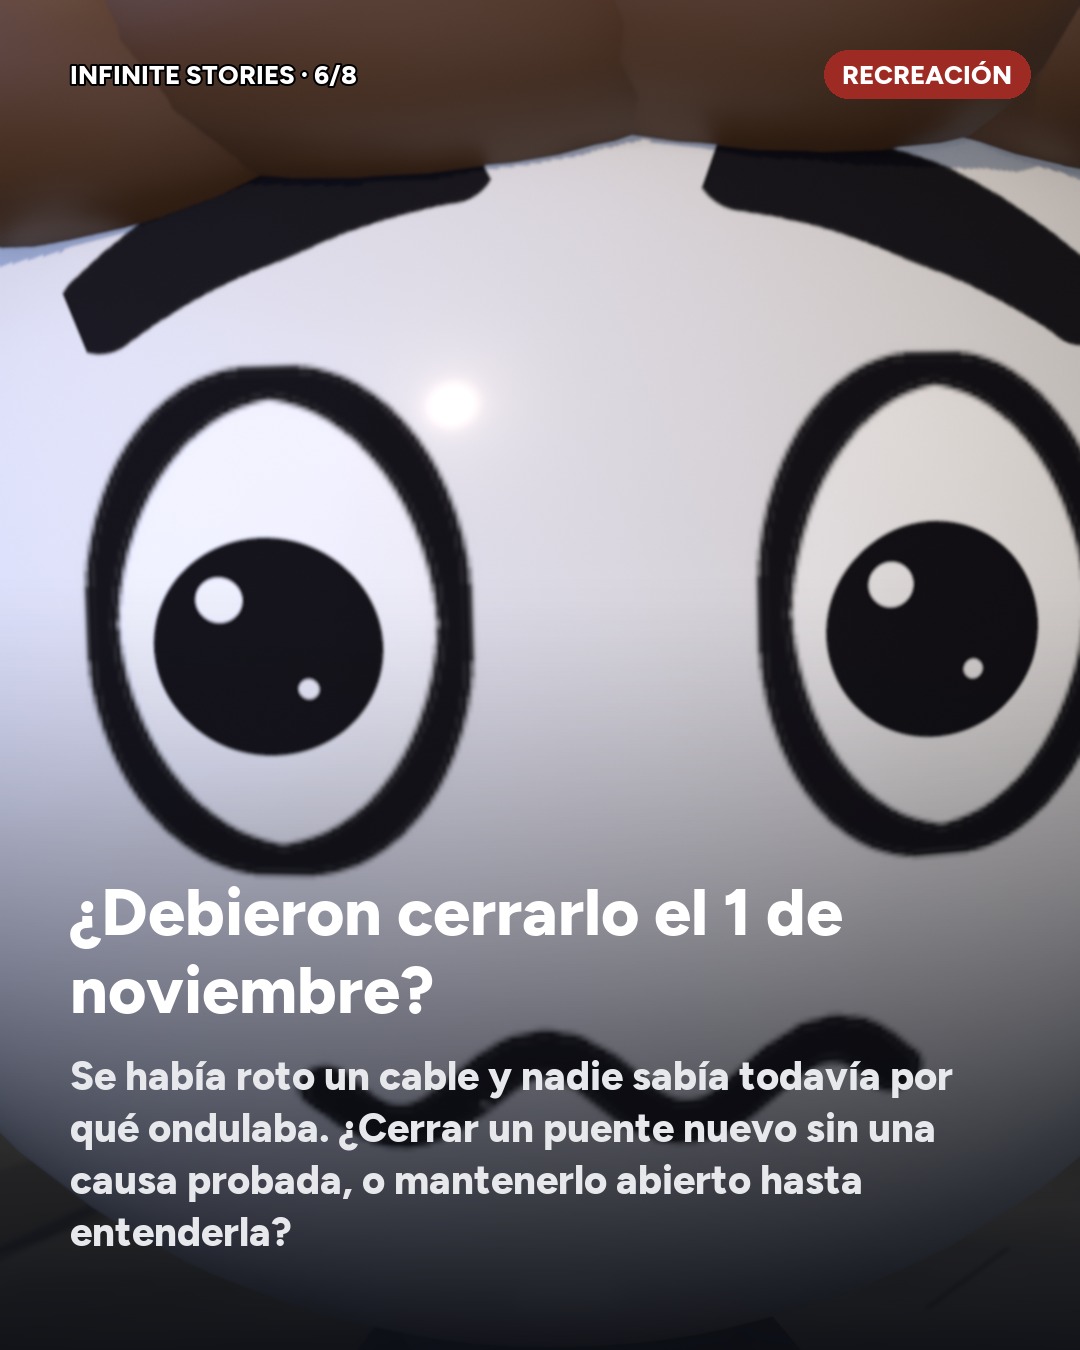 INFINITE STORIES · 6/8
RECREACIÓN
¿Debieron cerrarlo el 1 de
noviembre?
Se había roto un cable y nadie sabía todavía por
qué ondulaba. ¿Cerrar un puente nuevo sin una
causa probada, o mantenerlo abierto hasta
entenderla?